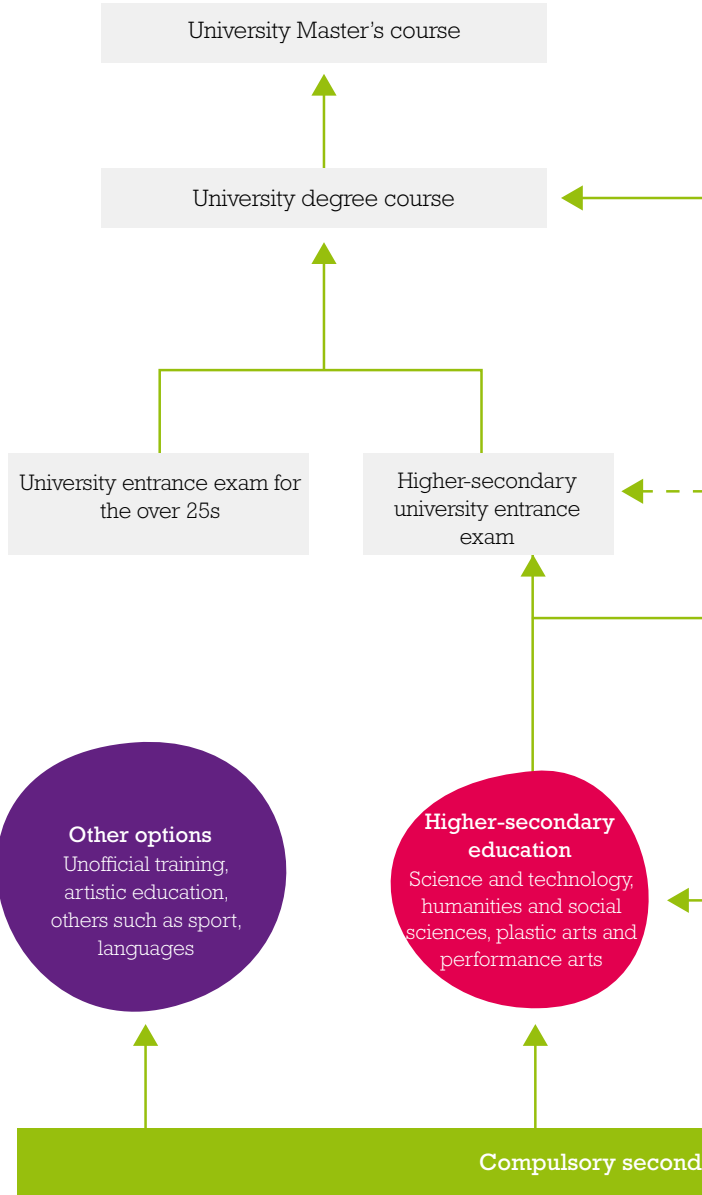 University Master's course
University degree course
University entrance exam for
the over 25s
Higher-secondary
university entrance
exam
Other options
Unofficial training,
artistic education,
others such as sport,
languages
Higher-secondary
education
Science and technology,
humanities and social
sciences, plastic arts and
performance arts
Compulsory second